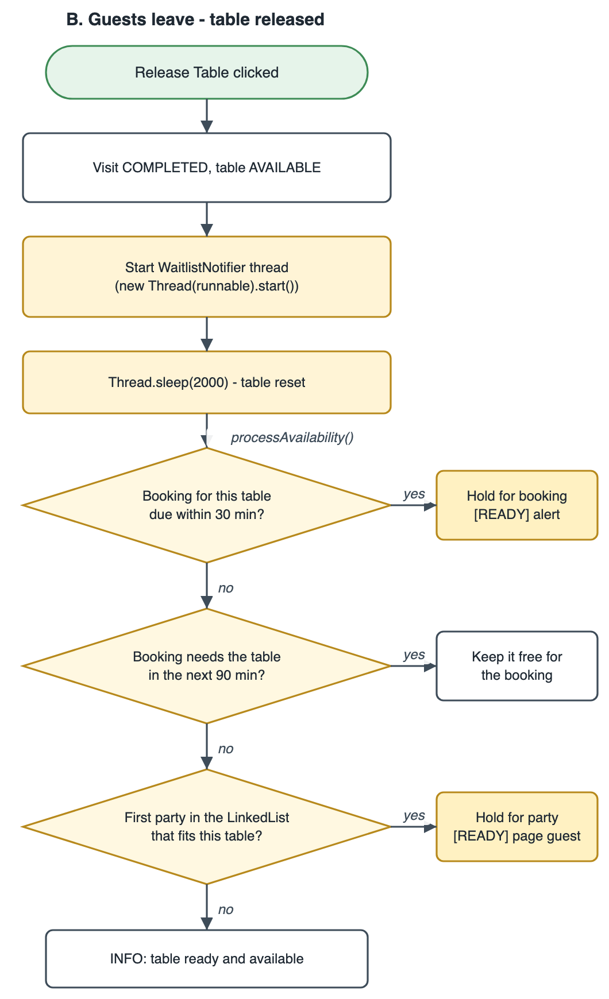 B. Guests leave - table released
Release Table clicked
Visit COMPLETED, table AVAILABLE
Start WaitlistNotifier thread
(new Thread(runnable).start())
Thread.sleep(2000) - table reset
processAvailability()
Booking for this table
due within 30 min?
yes
Hold for booking
[READY] alert
no
Booking needs the table
in the next 90 min?
yes
Keep it free for
the booking
no
First party in the LinkedList
that fits this table?
yes
Hold for party
[READY] page guest
no
INFO: table ready and available